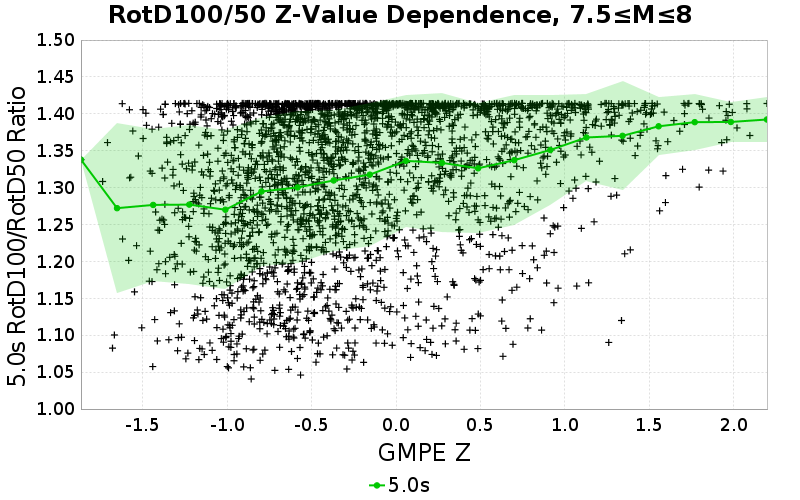 RotD100/50 Z-Value Dependence, 7.5≤M≤8
1.50
1.45
1.40
1.35
1.30
1.25
1.20
1.15
1.10
1.05
1.00
5.0s RotD100/RotD50 Ratio
-1.5 -1.0 -0.5 0.0 0.5 1.0 1.5 2.0
GMPE Z
5.0s